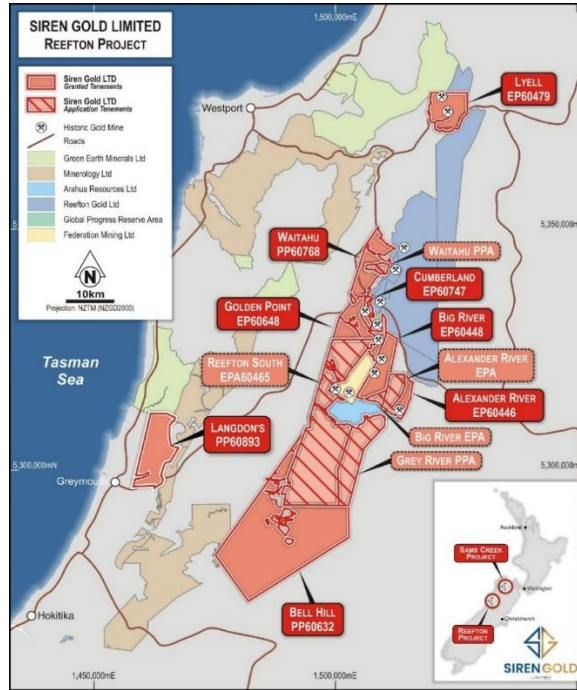 SIREN GOLD LIMITED
REEFTON PROJECT
Siren Gold LTD
Granted Tenements
Siren Gold LTD
Application Tenements
Historic Gold Mine
Roads
Green Earth Minerals Ltd
Minerology Ltd
Arahua Resources Ltd
Reefton Gold Ltd
Global Progress Reserve Area
Federation Mining Ltd
N
10km
Projection: NZTM (NZGD2000)
1,500,000mE
Westport
LYELL
EP60479
5,350,000mN
WAITAHU
PP60768
WAITAHU PPA
CUMBERLAND
EP60747
GOLDEN POINT
EP60648
BIG RIVER
EP60448
Tasman
Sea
REEFTON SOUTH
EPA60465
ALEXANDER RIVER
EPA
ALEXANDER RIVER
EP60446
LANGDON'S
PP60893
BIG RIVER EPA
GREY RIVER PPA
5,300,000mN
5,300,000mN
Greymouth
BELL HILL
PP60632
Hokitika
1,450,000mE
1,500,000mE
Auckland
SAMS CREEK
PROJECT
Wellington
Christchurch
REEFTON
PROJECT
SIREN GOLD
LIMITED